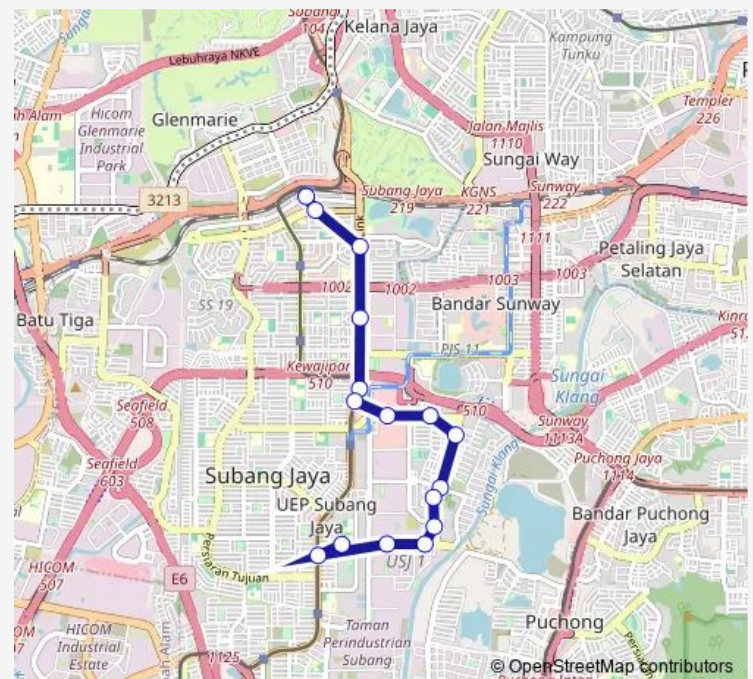 Subang
104
Kelana Jaya
Lebuhraya NKVE
Kampung
Tunku
Hicom
Glenmarie
Industrial
Park
Glenmarie
Templer
226
Jalan Majlis
1110
Sungai Way
3213
Subang Jaya
219
KGNS
221
Sunway
222
ink
1111
Petaling Jaya
Selatan
1002
1002
1003
1003
SS 19
Bandar Sunway
Batu Tiga
PJS 11
Kewajipan
510
Sungai
Klang
Seafield
508
510
Sunway
1113A
Sungai Klang
Puchong Jaya
1114
Seafield
603
Subang Jaya
UEP Subang
Jaya
Bandar Puchong
Jaya
Persiaran Tujuan
USJ 1
HICOM
507
E6
HICOM
Industrial
Estate
Taman
Perindustrian
Subang
Puchong
1125
© OpenStreetMap contributors